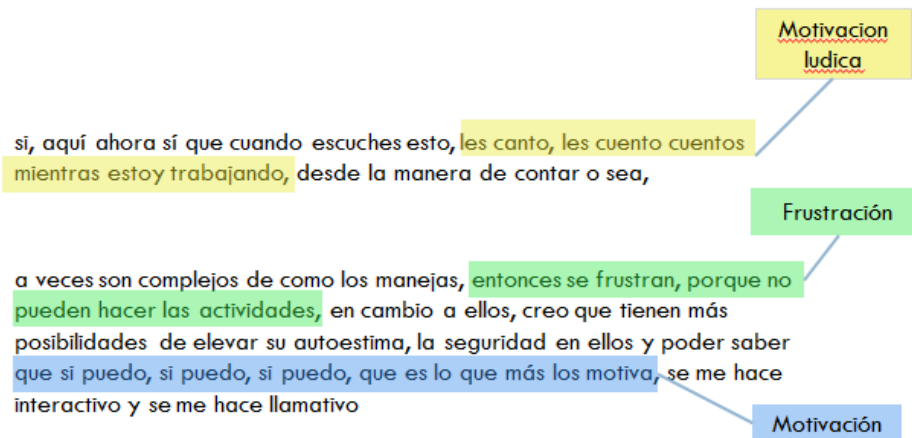 Motivacion
ludica
si, aquí ahora sí que cuando escuches esto, les canto, les cuento cuentos
mientras estoy trabajando, desde la manera de contar o sea,
Frustración
a veces son complejos de como los manejas, entonces se frustran, porque no
pueden hacer las actividades, en cambio a ellos, creo que tienen más
posibilidades de elevar su autoestima, la seguridad en ellos y poder saber
que si puedo, si puedo, si puedo, que es lo que más los motiva, se me hace
interactivo y se me hace llamativo
Motivación